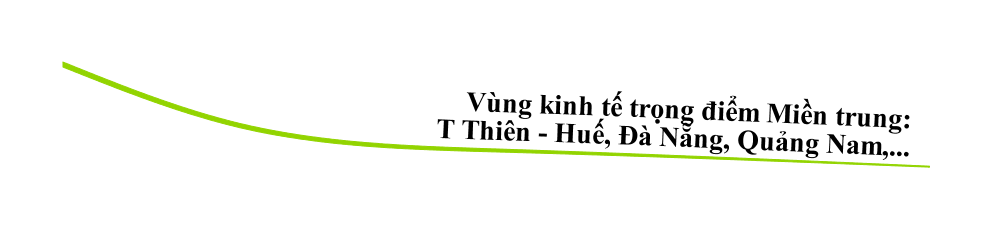 Vùng kinh tế trọng điểm Miền trung:
T Thiên - Huế, Đà Nẵng, Quảng Nam,...